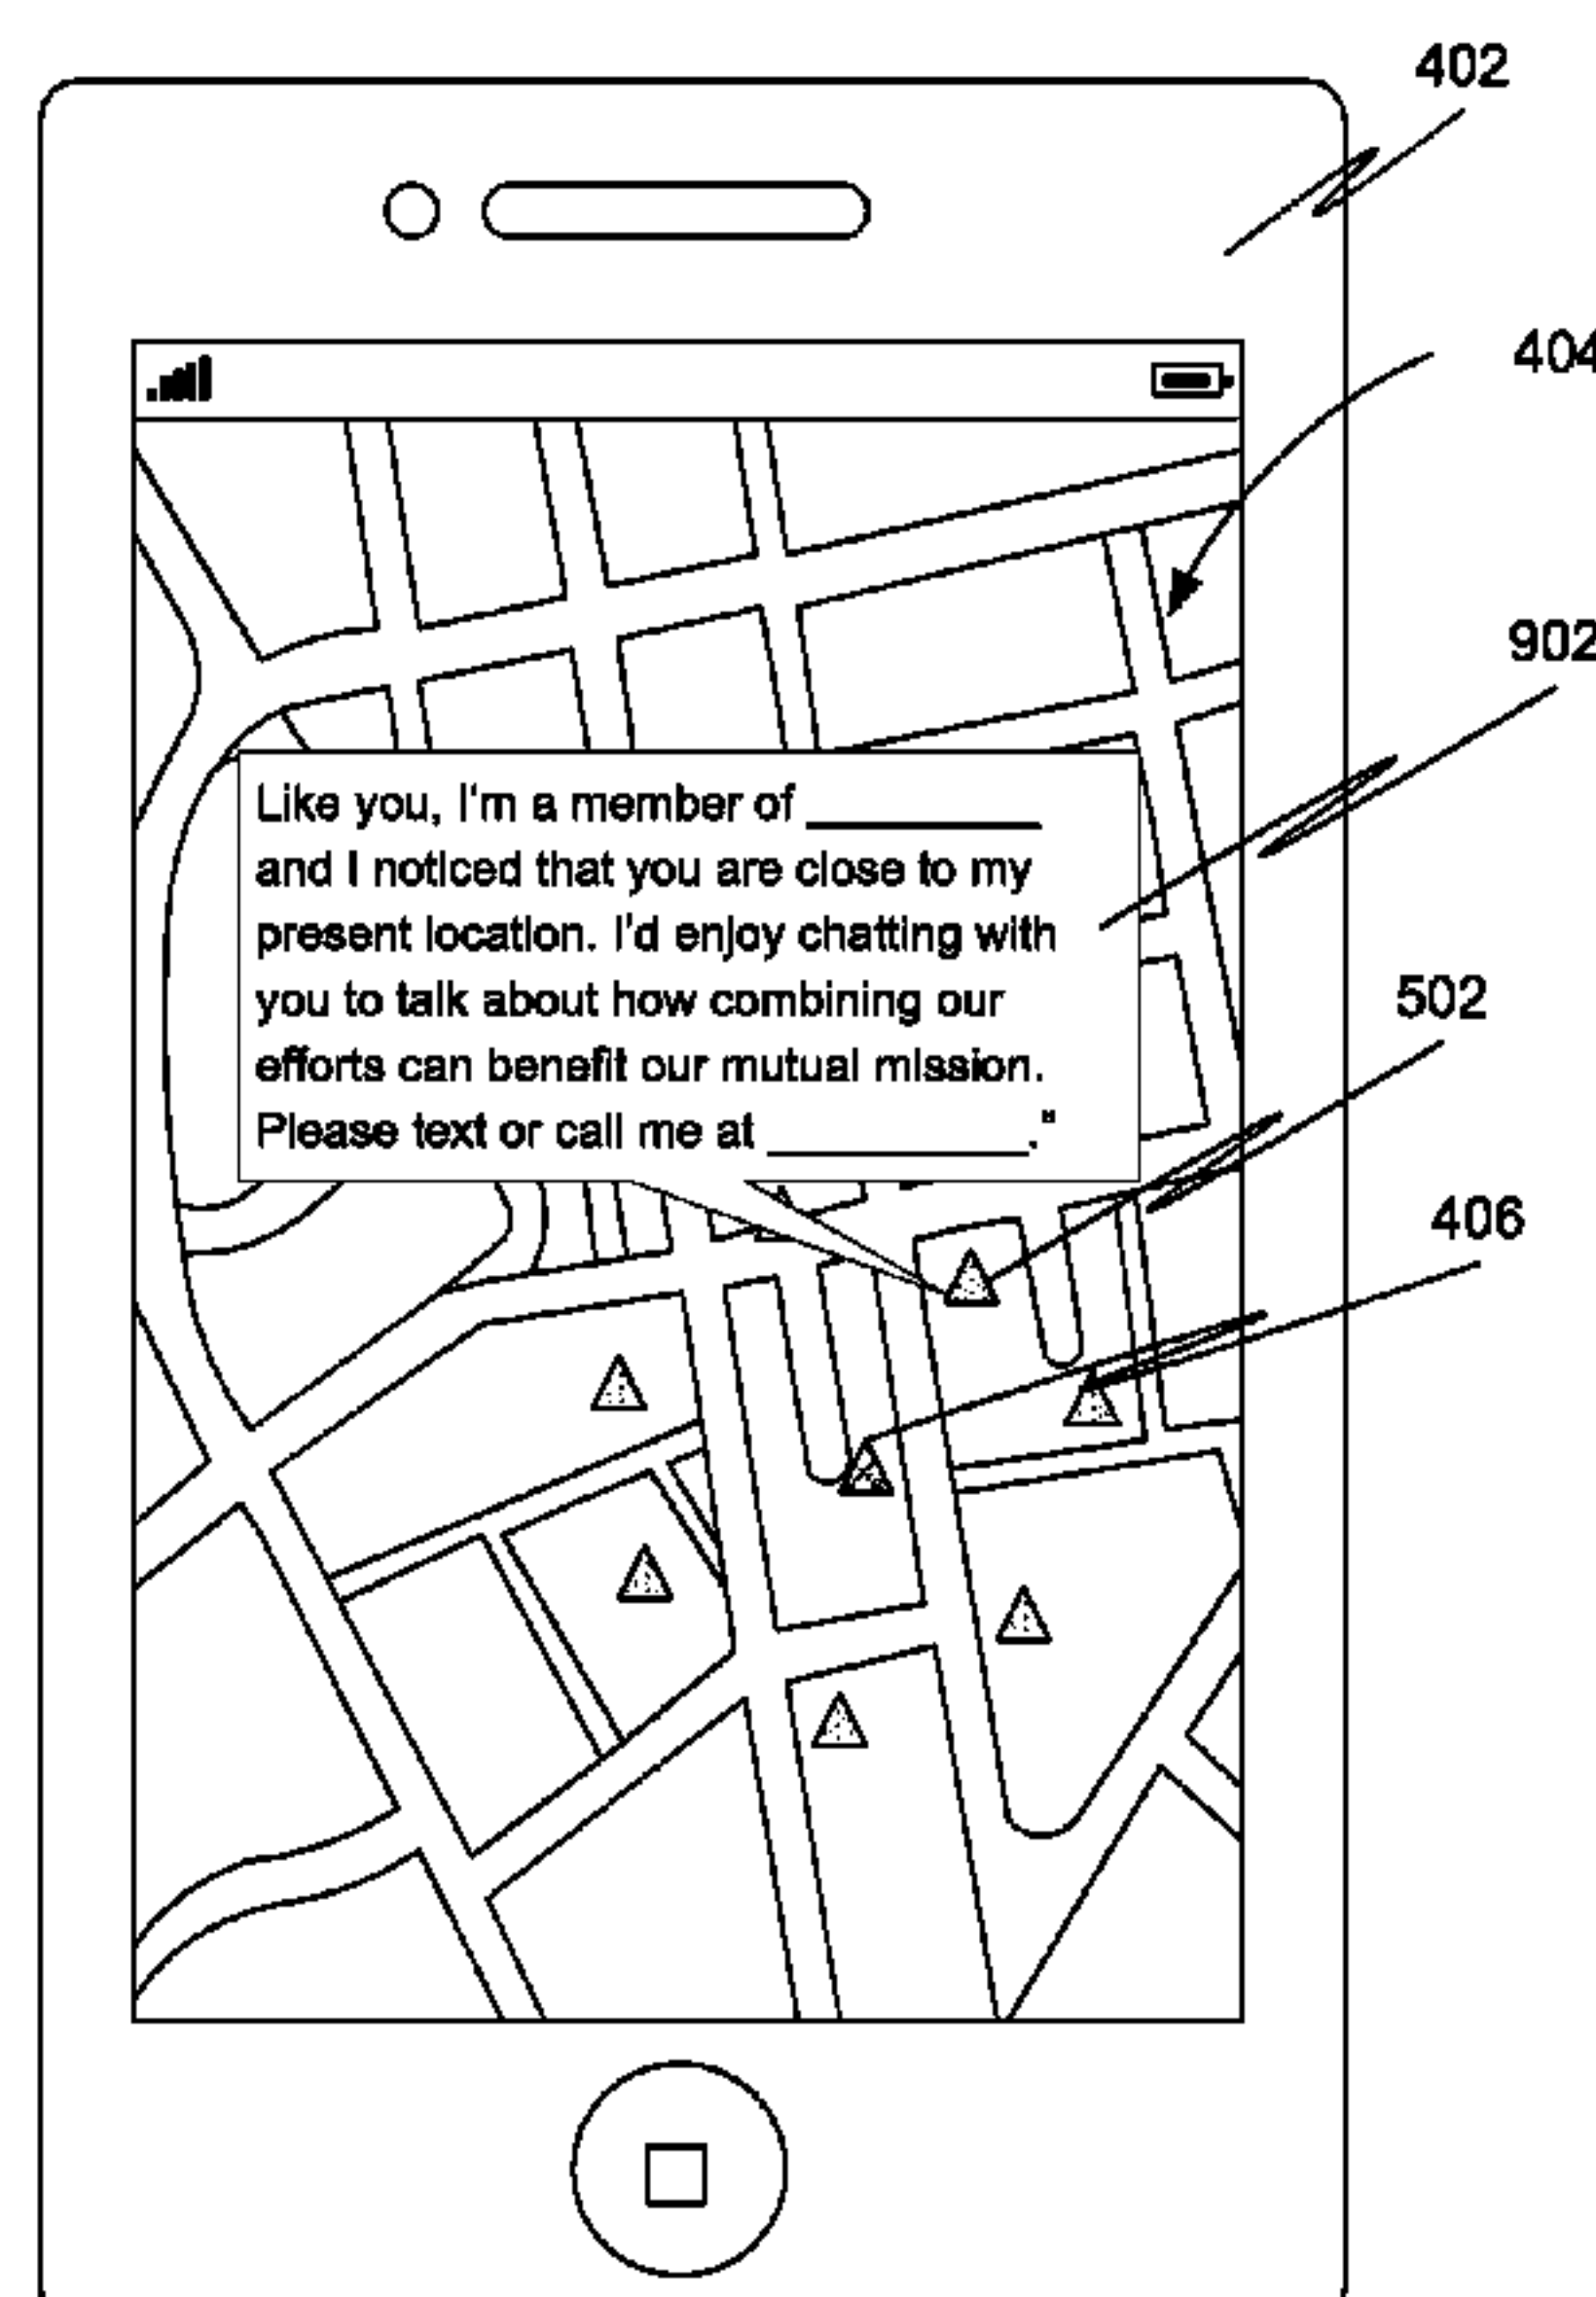 402
404
902
Like you, I'm a member of __________
and I noticed that you are close to my
present location. I'd enjoy chatting with
you to talk about how combining our
efforts can benefit our mutual mission.
Please text or call me at ___________."
502
406